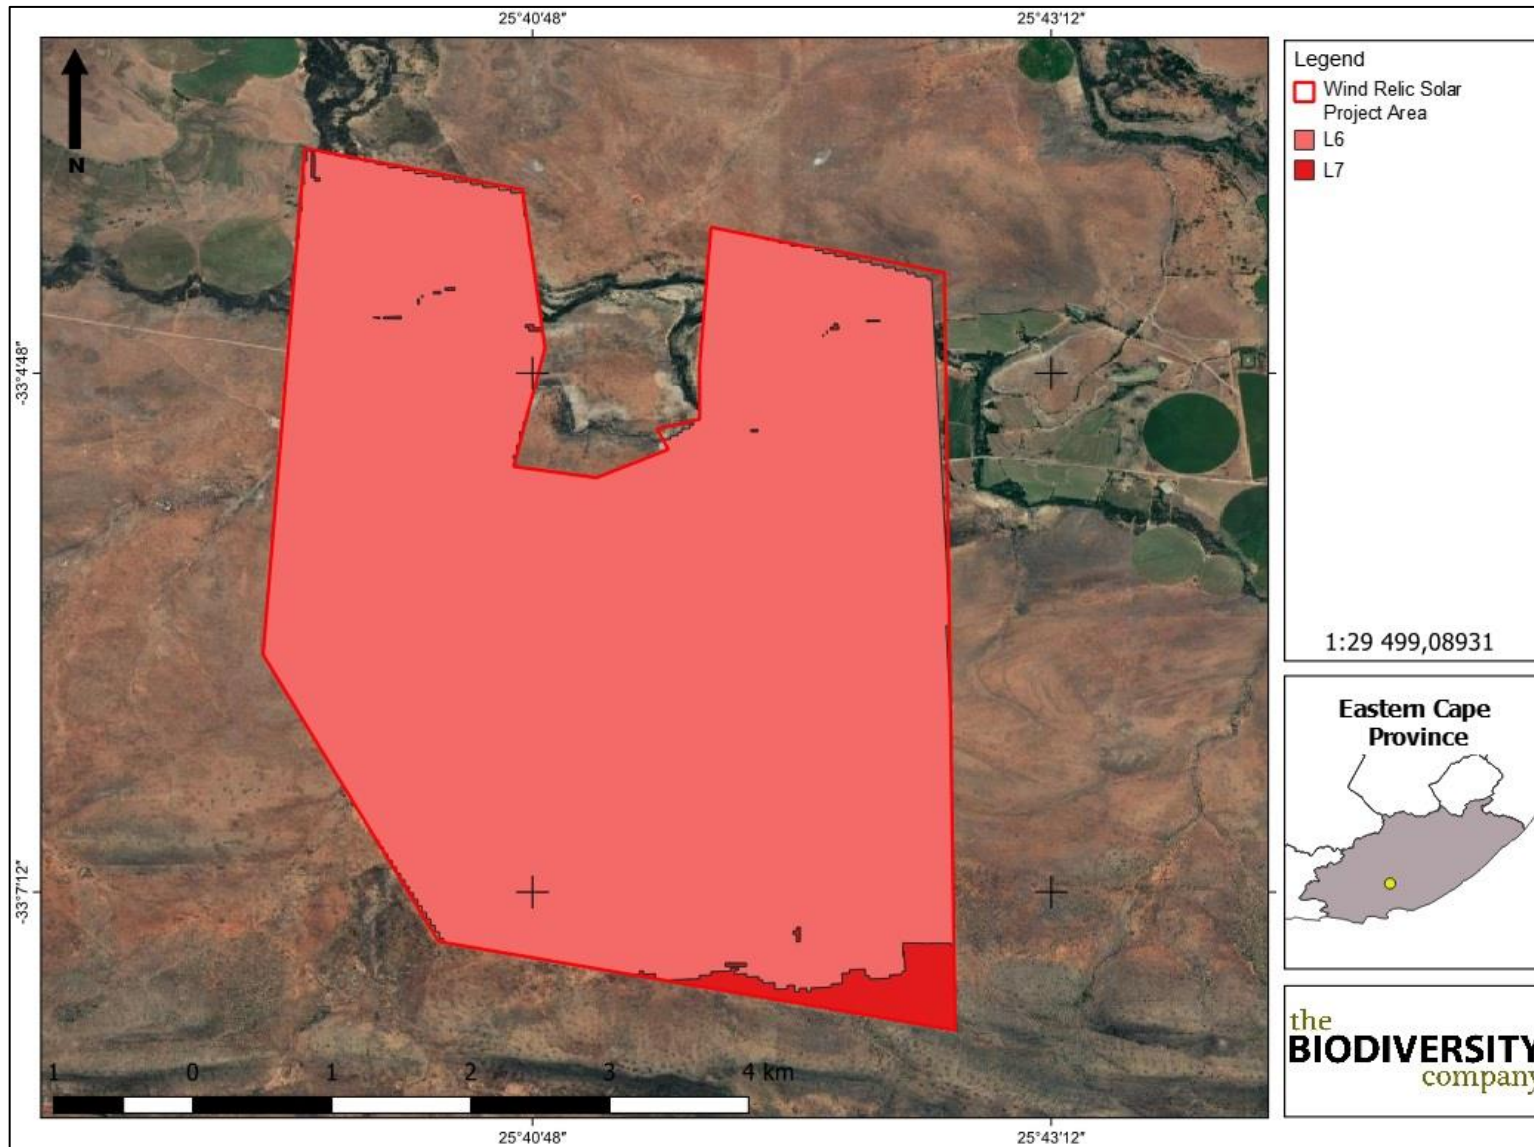 25°40'48" 25°43'12"
N
-33°4'48"
-33°7'12"
1 0 1 2 3 4 km
25°40'48" 25°43'12"
Legend
Wind Relic Solar
Project Area
L6
L7
1:29 499,08931
Eastern Cape
Province
the
BIODIVERSITY
company